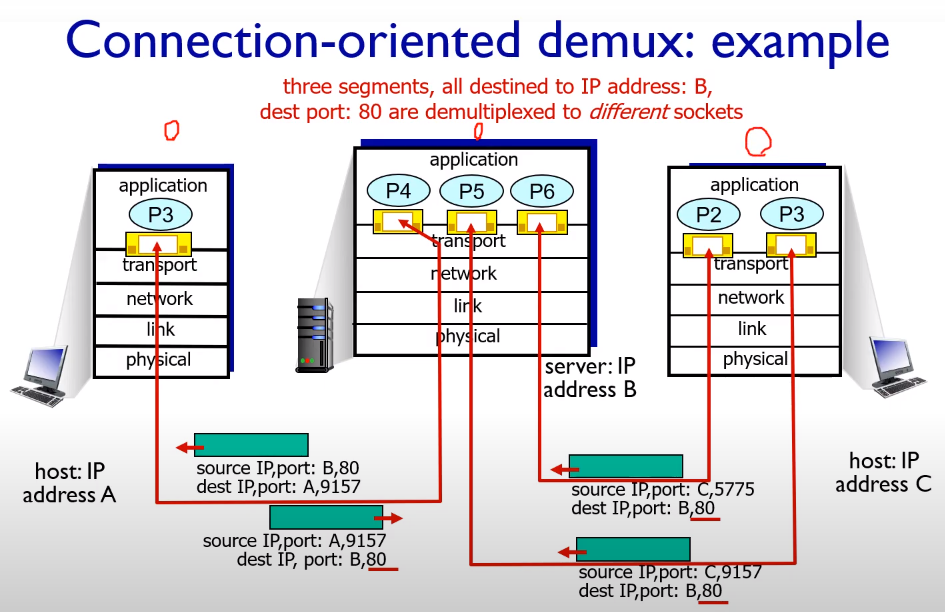 Connection-oriented demux: example
three segments, all destined to IP address: B,
dest port: 80 are demultiplexed to different sockets
application
P3
transport
network
link
physical
application
P4 P5 P6
transport
network
link
physical
server: IP
address B
application
P2 P3
transport
network
link
physical
host: IP
address A
source IP,port: B,80
dest IP,port: A,9157
source IP,port: A,9157
dest IP, port: B,80
source IP,port: C,5775
dest IP,port: B,80
source IP,port: C,9157
dest IP,port: B,80
host: IP
address C